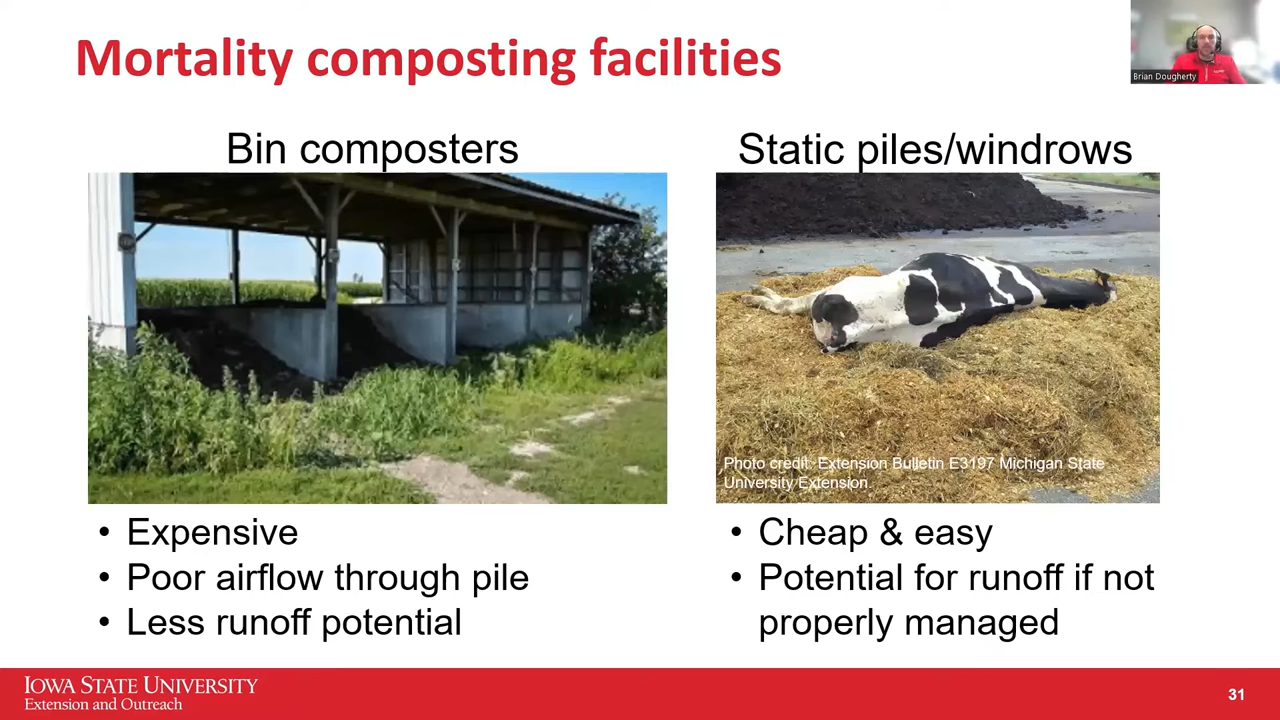 Mortality composting facilities
Brian Dougherty
Bin composters
Static piles/windrows
Photo credit: Extension Bulletin E3197 Michigan State
University Extension.
• Expensive
• Poor airflow through pile
• Less runoff potential
• Cheap & easy
• Potential for runoff if not
properly managed
IOWA STATE UNIVERSITY
Extension and Outreach
31